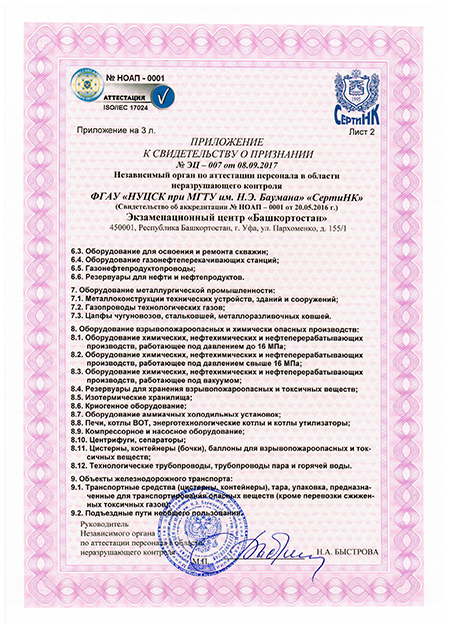 № НОАП - 0001
АТТЕСТАЦИЯ
ISO/IEC 17024
СертиНК
Приложение на 3 л.
Лист 2
ПРИЛОЖЕНИЕ
К СВИДЕТЕЛЬСТВУ О ПРИЗНАНИИ
№ ЭЦ – 007 от 08.09.2017
Независимый орган по аттестации персонала в области
неразрушающего контроля
ФГАУ «НУЦСК при МГТУ им. Н.Э. Баумана» «СертиНК»
(Свидетельство об аккредитации № НОАП – 0001 от 20.05.2016 г.)
Экзаменационный центр «Башкортостан»
450001, Республика Башкортостан, г. Уфа, ул. Пархоменко, д. 155/1
6.3. Оборудование для освоения и ремонта скважин;
6.4. Оборудование газонефтеперекачивающих станций;
6.5. Газонефтепродуктопроводы;
6.6. Резервуары для нефти и нефтепродуктов.
7. Оборудование металлургической промышленности:
7.1. Металлоконструкции технических устройств, зданий и сооружений;
7.2. Газопроводы технологических газов;
7.3. Цапфы чугуновозов, стальковшей, металлоразливочных ковшей.
8. Оборудование взрывопожароопасных и химически опасных производств:
8.1. Оборудование химических, нефтехимических и нефтеперерабатывающих
производств, работающее под давлением до 16 МПа;
8.2. Оборудование химических, нефтехимических и нефтеперерабатывающих
производств, работающее под давлением свыше 16 МПа;
8.3. Оборудование химических, нефтехимических и нефтеперерабатывающих
производств, работающее под вакуумом;
8.4. Резервуары для хранения взрывопожароопасных и токсичных веществ;
8.5. Изотермические хранилища;
8.6. Криогенное оборудование;
8.7. Оборудование аммиачных холодильных установок;
8.8. Печи, котлы ВОТ, энерготехнологические котлы и котлы утилизаторы;
8.9. Компрессорное и насосное оборудование;
8.10. Центрифуги, сепараторы;
8.11. Цистерны, контейнеры (бочки), баллоны для взрывопожароопасных и ток-
сичных веществ;
8.12. Технологические трубопроводы, трубопроводы пара и горячей воды.
9. Объекты железнодорожного транспорта:
9.1. Транспортные средства (цистерны, контейнеры), тара, упаковка, предназна-
ченные для транспортирования опасных веществ (кроме перевозки сжижен-
ных токсичных газов);
9.2. Подъездные пути необщего пользования.
Руководитель
Независимого органа
по аттестации персонала в области
неразрушающего контроля
Н.А. БЫСТРОВА